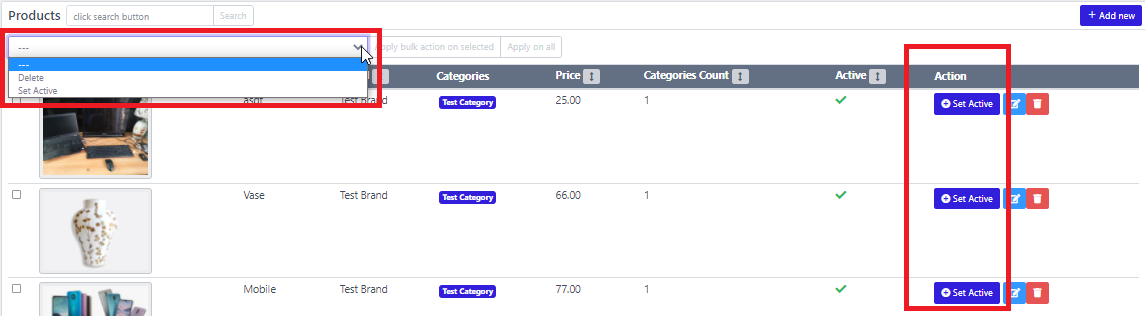 Products click search button Search + Add new
---
Apply bulk action on selected Apply on all
---
Delete
Set Active
Categories Price Categories Count Active Action
asdf Test Brand Test Category 25.00 1 Set Active
Vase Test Brand Test Category 66.00 1 Set Active
Mobile Test Brand Test Category 77.00 1 Set Active